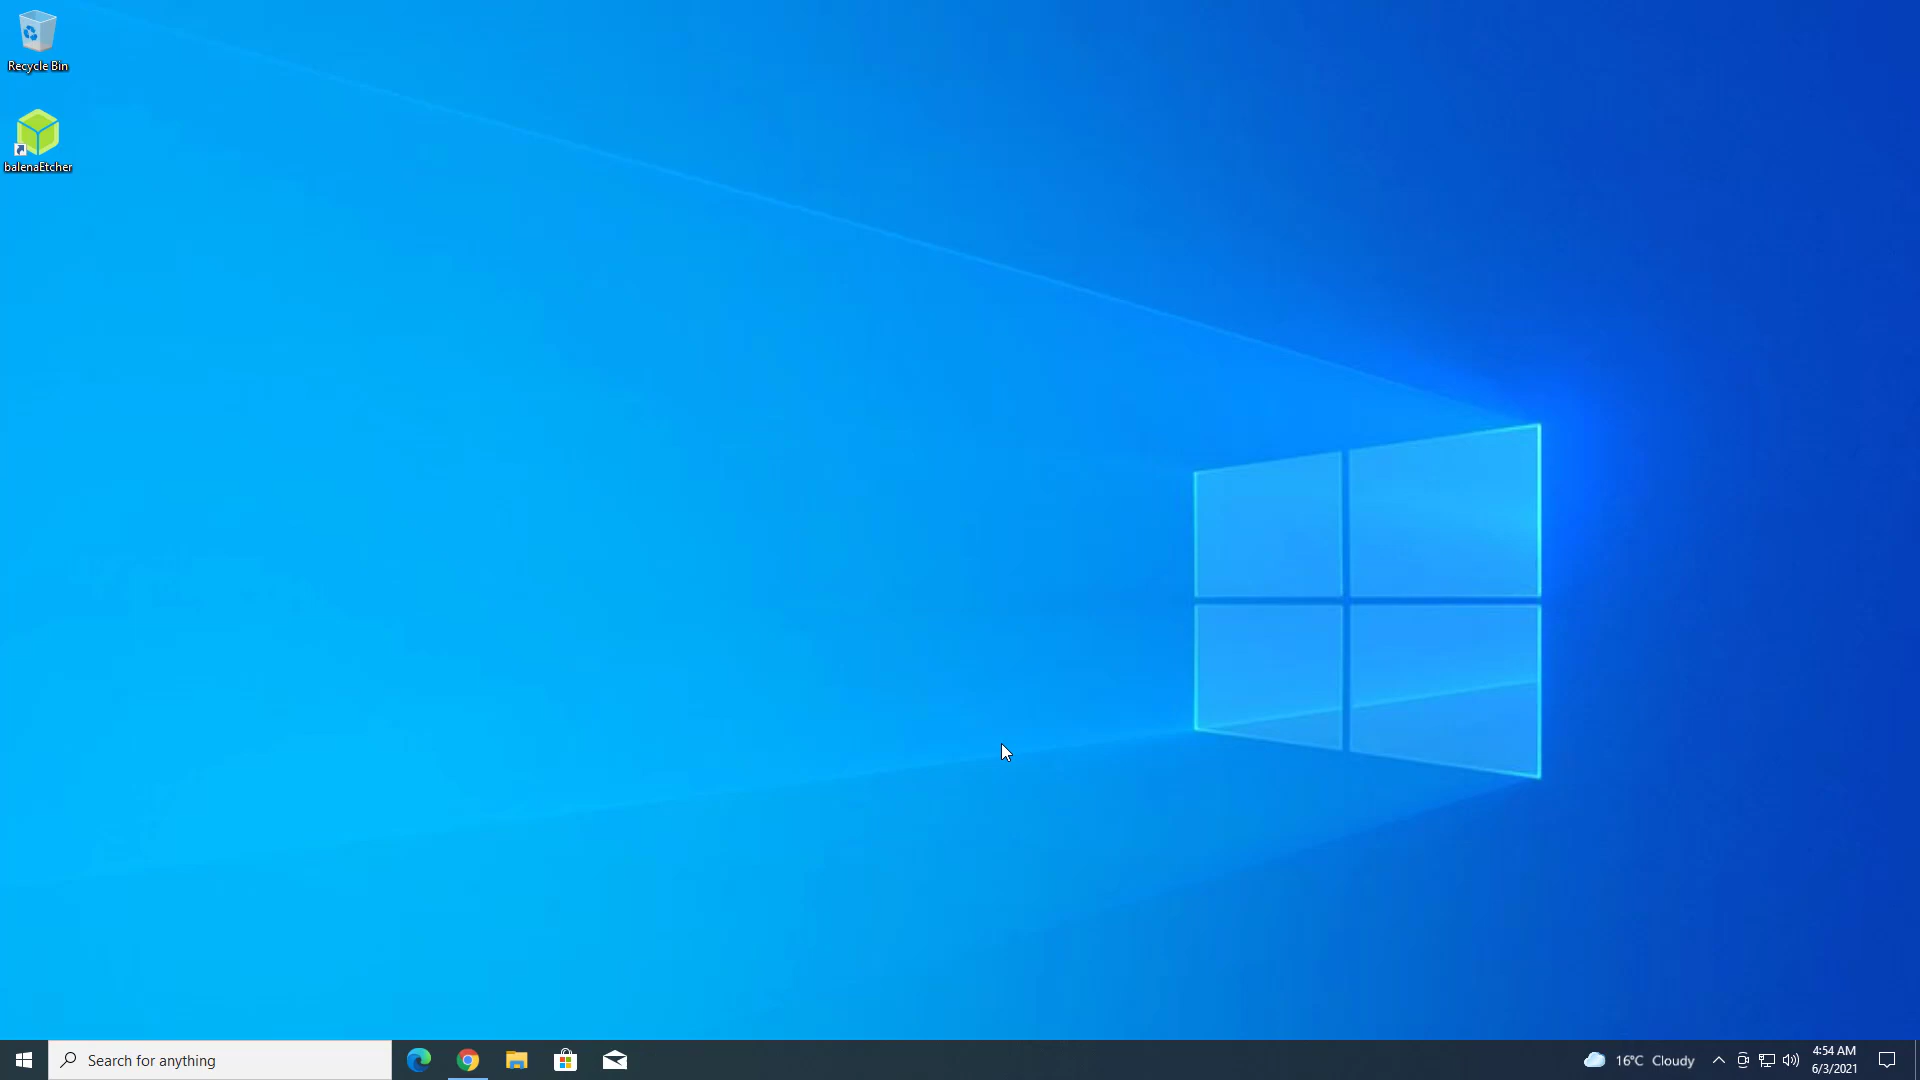 Recycle Bin
balenaEtcher
Search for anything
16°C Cloudy
4:54 AM
6/3/2021